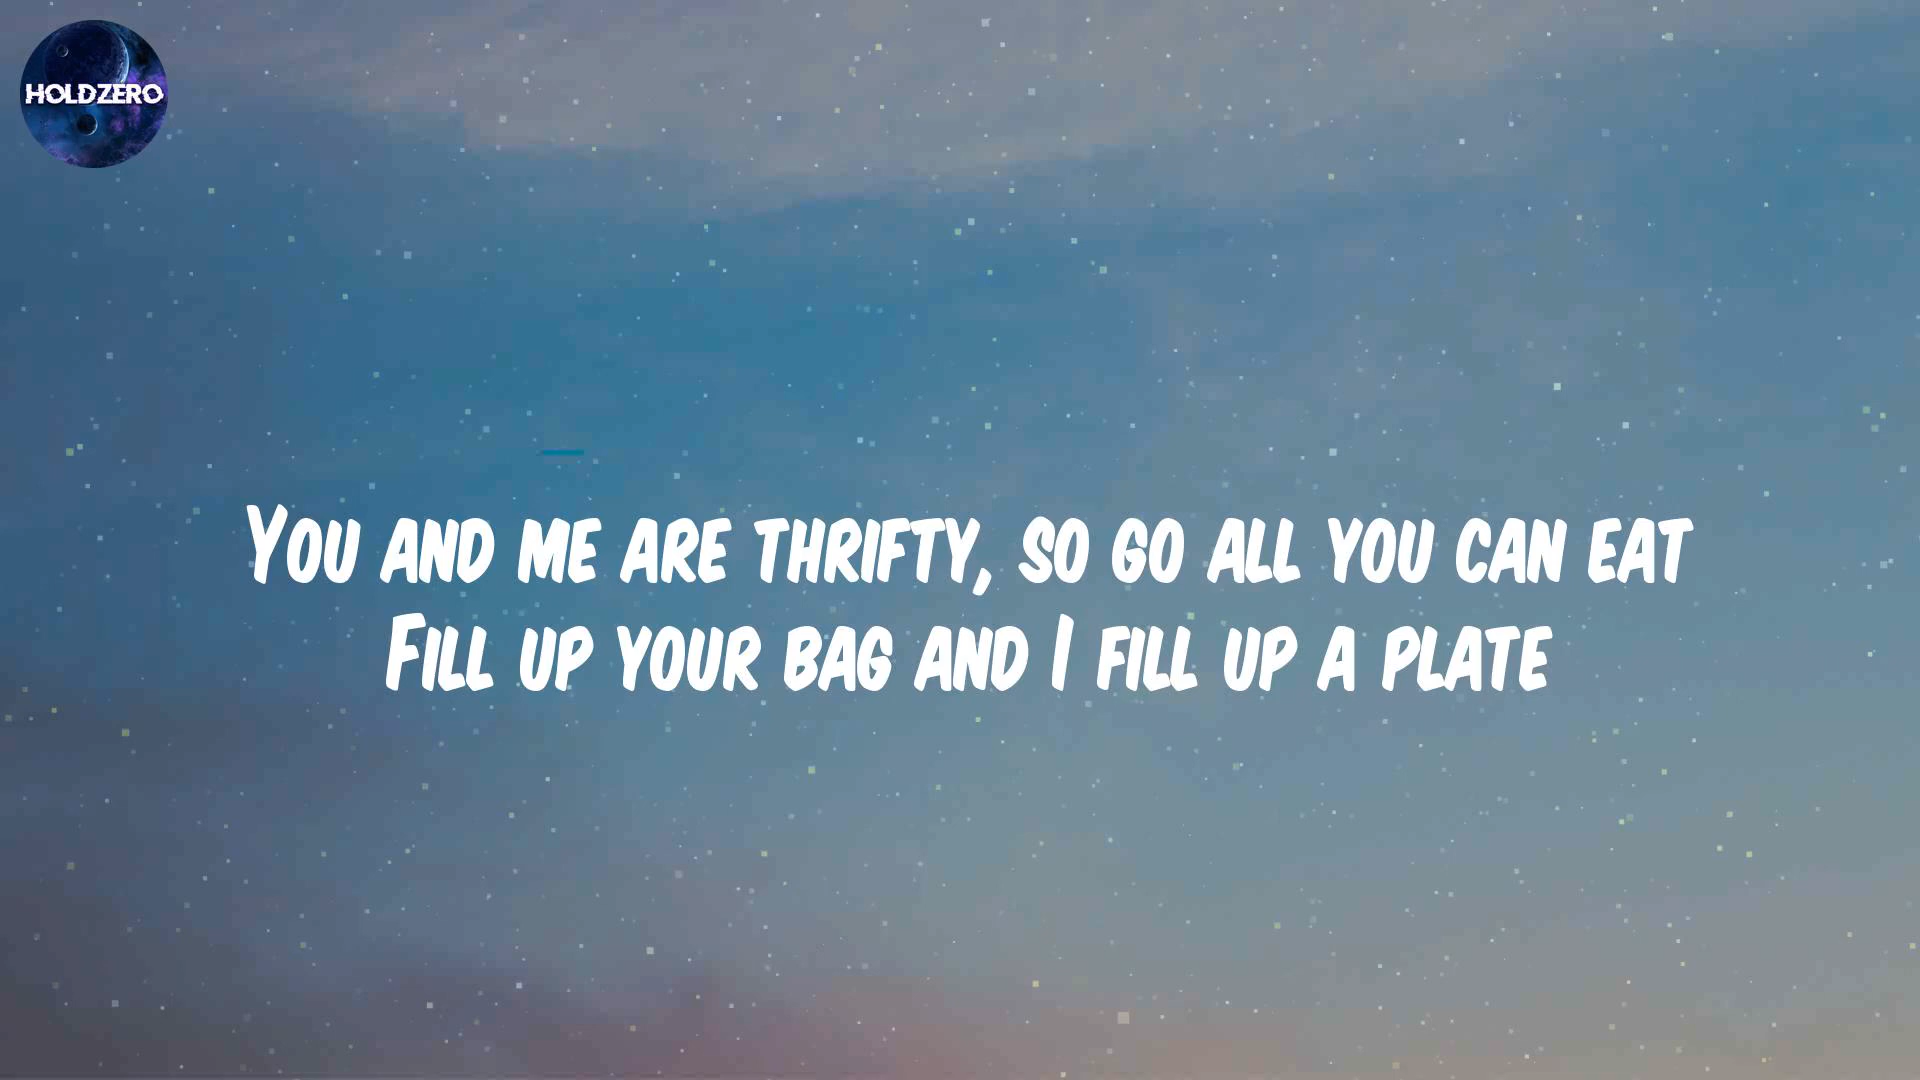 HOLDZERO
You and me are thrifty, so go all you can eat
Fill up your bag and I fill up a plate